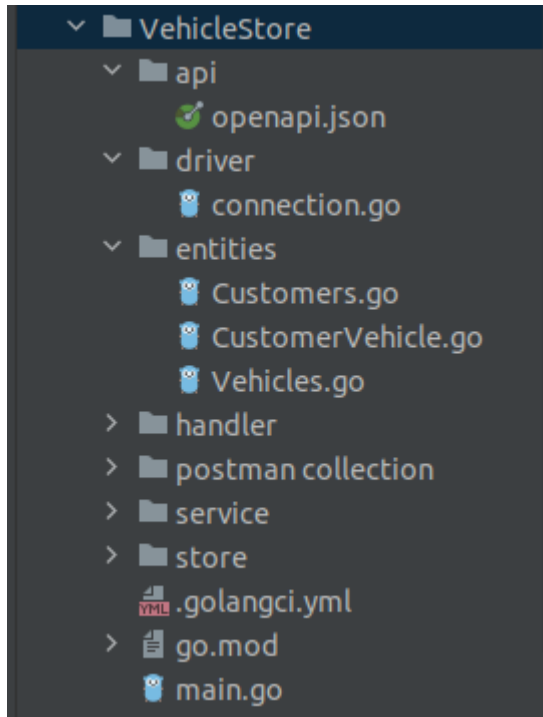 VehicleStore
api
openapi.json
driver
connection.go
entities
Customers.go
CustomerVehicle.go
Vehicles.go
handler
postman collection
service
store
YML .golangci.yml
go.mod
main.go